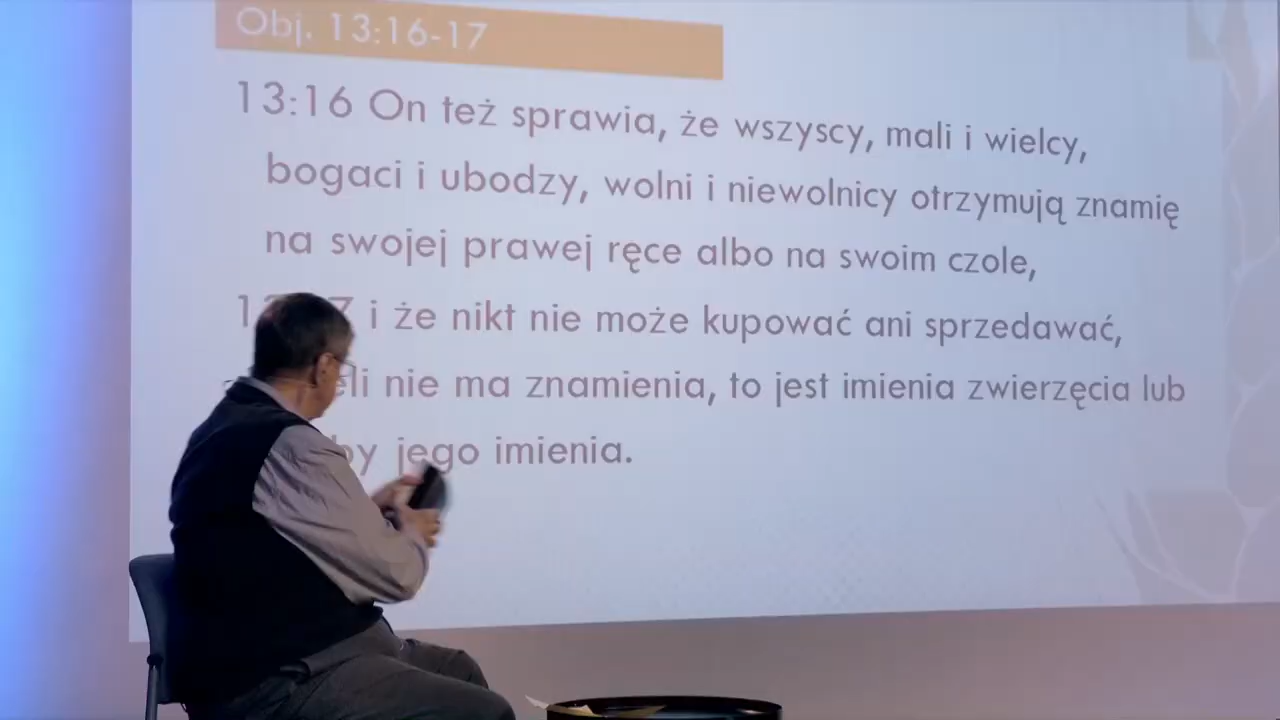 Obj. 13:16-17
13:16 On też sprawia, że wszyscy, mali i wielcy,
bogaci i ubodzy, wolni i niewolnicy otrzymują znamię
na swojej prawej ręce albo na swoim czole,
i że nikt nie może kupować ani sprzedawać,
nie ma znamienia, to jest imienia zwierzęcia lub
jego imienia.